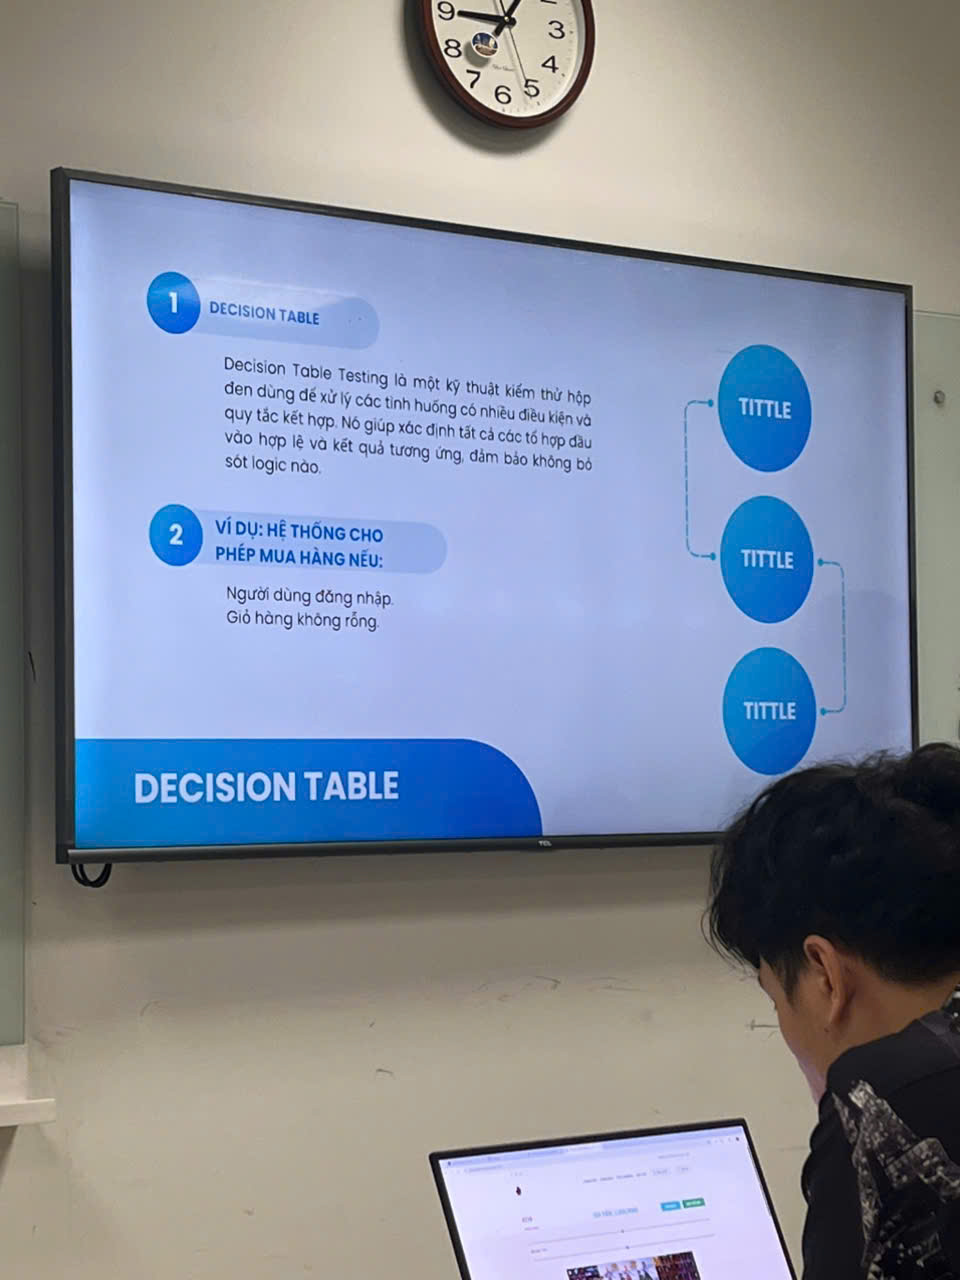 9
3
8
4
7
6
5
1
DECISION TABLE
Decision Table Testing là một kỹ thuật kiểm thử hộp
đen dùng để xử lý các tình huống có nhiều điều kiện và
quy tắc kết hợp. Nó giúp xác định tất cả các tổ hợp đầu
vào hợp lệ và kết quả tương ứng, đảm bảo không bỏ
sót logic nào.
2
VÍ DỤ: HỆ THỐNG CHO
PHÉP MUA HÀNG NẾU:
Người dùng đăng nhập.
Giỏ hàng không rỗng.
TITTLE
TITTLE
TITTLE
DECISION TABLE
TCL